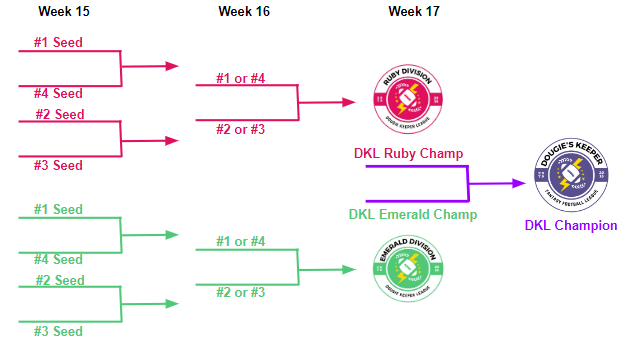 Week 15
Week 16
Week 17
#1 Seed
#4 Seed
#2 Seed
#3 Seed
#1 or #4
#2 or #3
RUBY DIVISION
DOUGIE KEEPER LEAGUE
DKL Ruby Champ
DKL Emerald Champ
DOUGIE'S KEEPER
FANTASY FOOTBALL LEAGUE
DKL Champion
#1 Seed
#4 Seed
#2 Seed
#3 Seed
#1 or #4
#2 or #3
EMERALD DIVISION
DOUGIE KEEPER LEAGUE